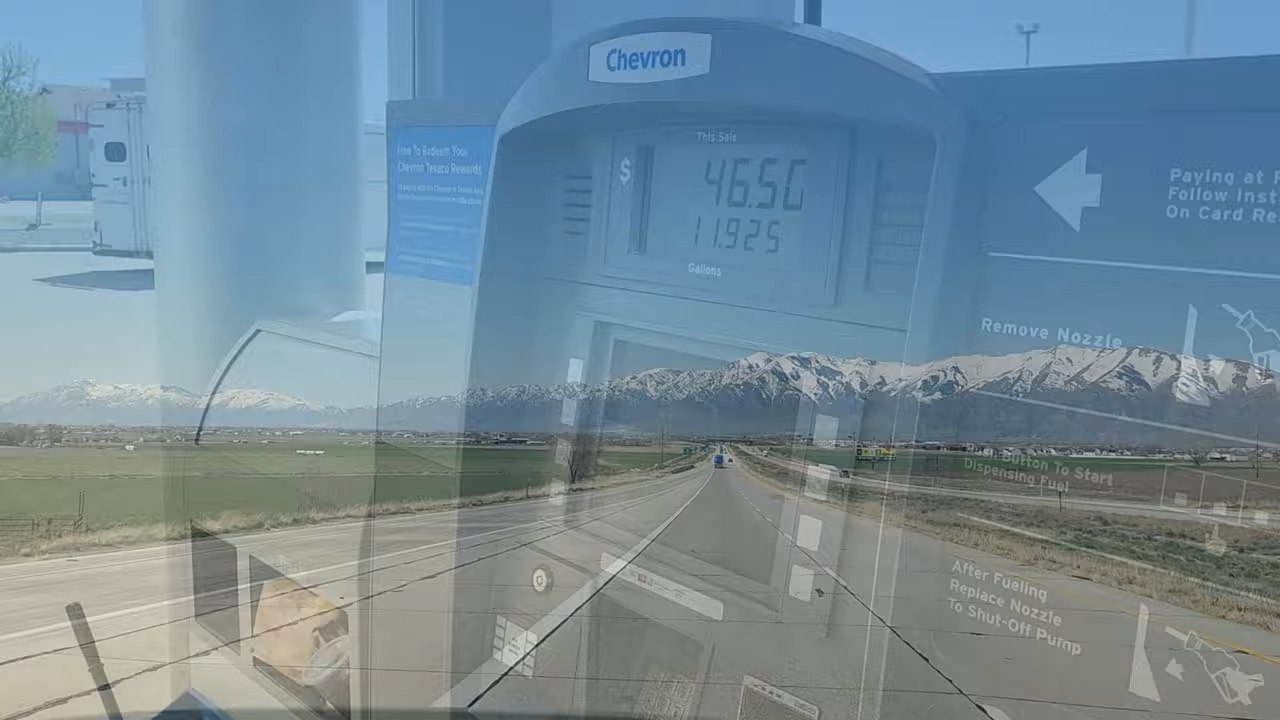 Chevron
This Sale
$ 46.50
11.925
Gallons
How To Redeem Your
Chevron Texaco Rewards
Paying at
Follow Inst
On Card Re
Remove Nozzle
Button To Start
Dispensing Fuel
After Fueling
Replace Nozzle
To Shut-Off Pump